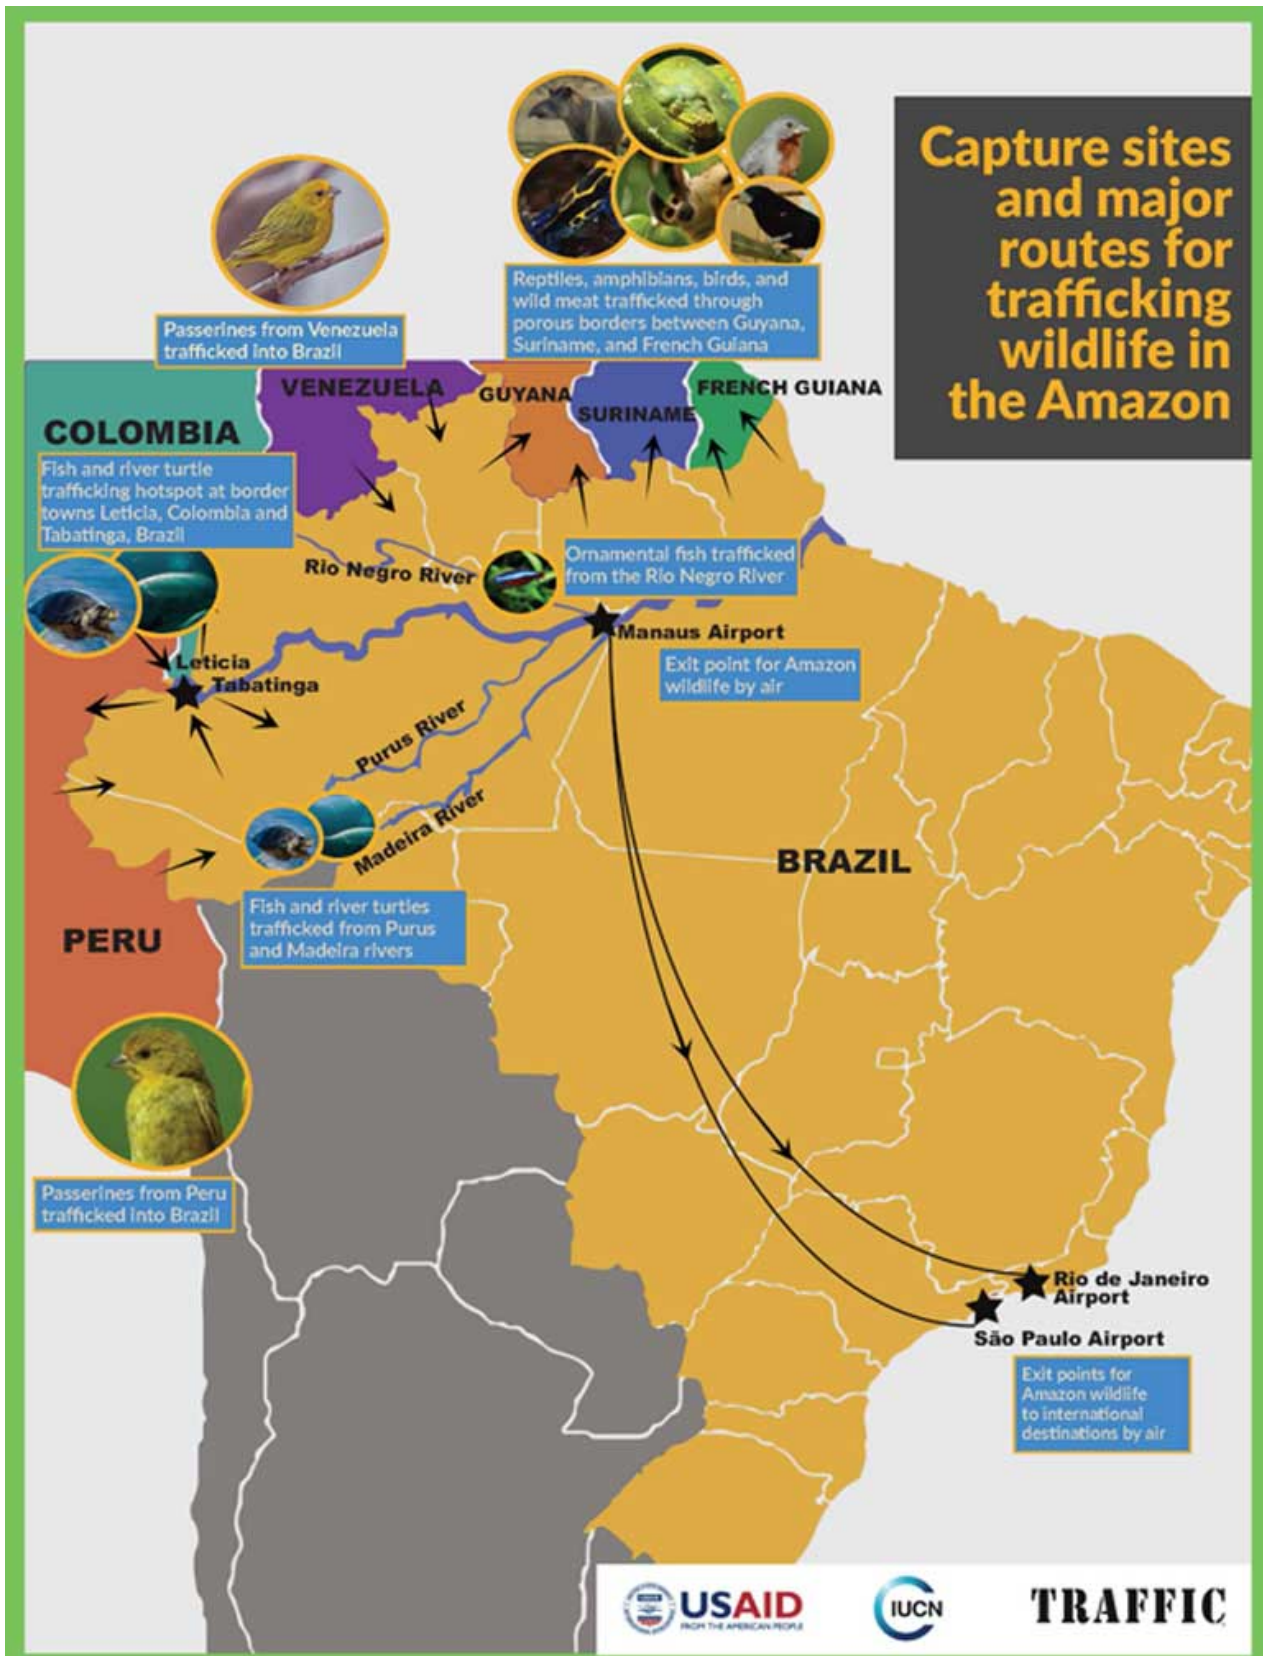 Capture sites
and major
routes for
trafficking
wildlife in
the Amazon
Passerines from Venezuela
trafficked into Brazil
Reptiles, amphibians, birds, and
wild meat trafficked through
porous borders between Guyana,
Suriname, and French Guiana
VENEZUELA
GUYANA
SURINAME
FRENCH GUIANA
COLOMBIA
Fish and river turtle
trafficking hotspot at border
towns Leticia, Colombia and
Tabatinga, Brazil
Rio Negro River
Ornamental fish trafficked
from the Rio Negro River
Manaus Airport
Exit point for Amazon
wildlife by air
Leticia
Tabatinga
Purus River
Madeira River
BRAZIL
Fish and river turtles
trafficked from Purus
and Madeira rivers
PERU
Passerines from Peru
trafficked into Brazil
Rio de Janeiro
Airport
São Paulo Airport
Exit points for
Amazon wildlife
to international
destinations by air
USAID
FROM THE AMERICAN PEOPLE
IUCN
TRAFFIC